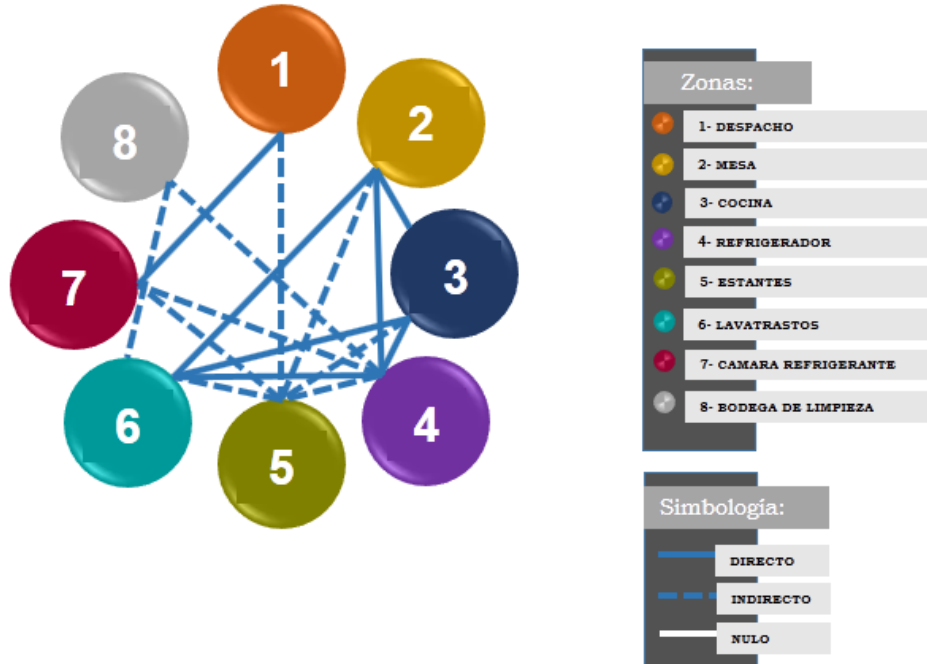 1
2
3
4
5
6
7
8
Zonas:
1- DESPACHO
2- MESA
3- COCINA
4- REFRIGERADOR
5- ESTANTES
6- LAVATRASTOS
7- CAMARA REFRIGERANTE
8- BODEGA DE LIMPIEZA
Simbología:
DIRECTO
INDIRECTO
NULO